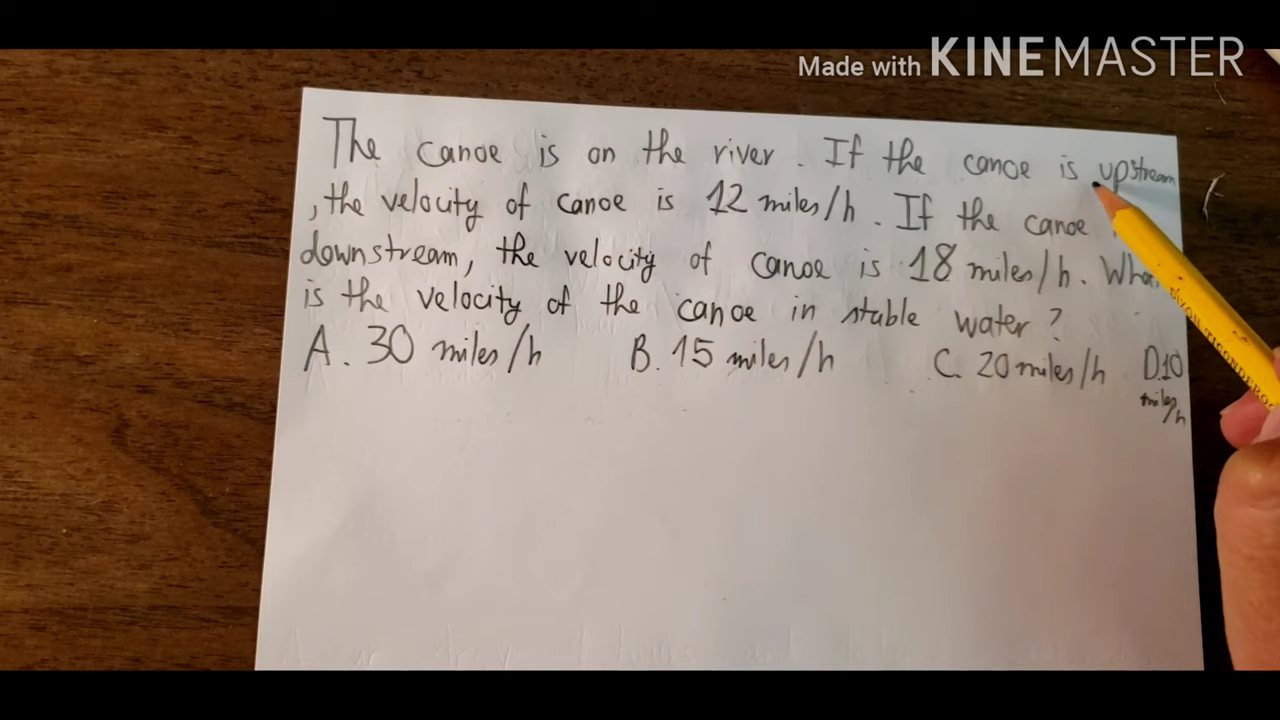 Made with KINEMASTER
The canoe is on the river. If the canoe is upstream
, the velocity of canoe is 12 miles/h. If the canoe
downstream, the velocity of canoe is 18 miles/h.
is the velocity of the canoe in stable water?
A. 30 miles/h B. 15 miles/h C. 20 miles/h D. 10
miles/h
DIXON TICONDEROG